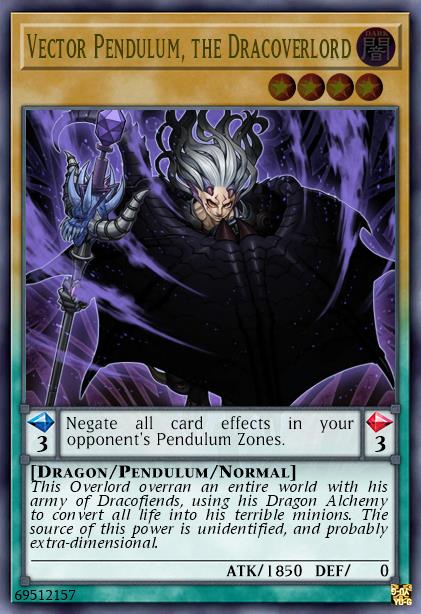 Vector Pendulum, the Dracoverlord
DARK
闇
3
Negate all card effects in your
opponent's Pendulum Zones.
3
[Dragon/Pendulum/Normal]
This Overlord overran an entire world with his
army of Dracofiends, using his Dragon Alchemy
to convert all life into his terrible minions. The
source of this power is unidentified, and probably
extra-dimensional.
ATK/1850 DEF/ 0
69512157